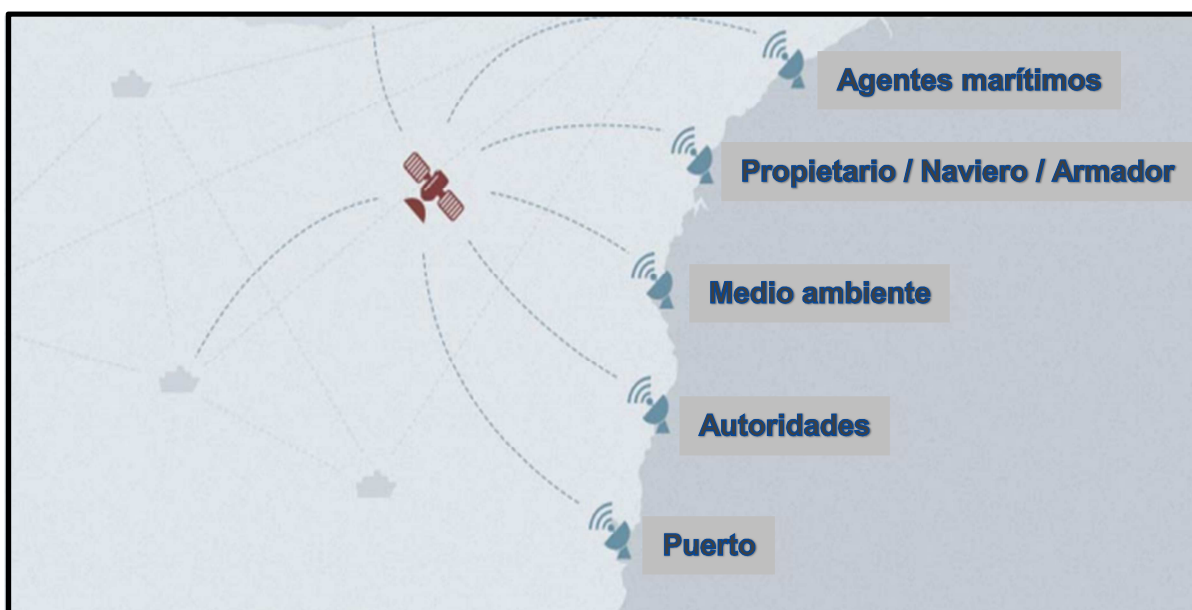 Agentes marítimos
Propietario / Naviero / Armador
Medio ambiente
Autoridades
Puerto